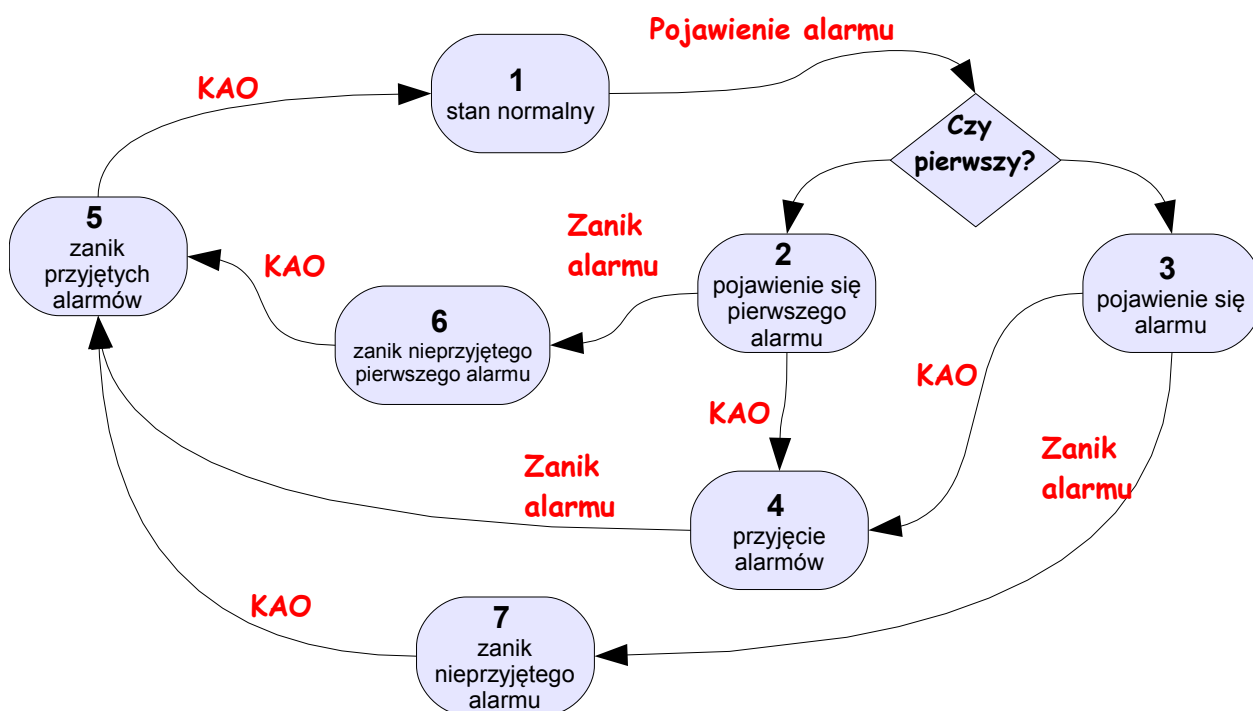 Pojawienie alarmu
KAO
1
stan normalny
Czy
pierwszy?
5
zanik
przyjętych
alarmów
KAO
Zanik
alarmu
2
pojawienie się
pierwszego
alarmu
3
pojawienie się
alarmu
6
zanik nieprzyjętego
pierwszego alarmu
KAO
KAO
Zanik
alarmu
Zanik
alarmu
4
przyjęcie
alarmów
KAO
7
zanik
nieprzyjętego
alarmu